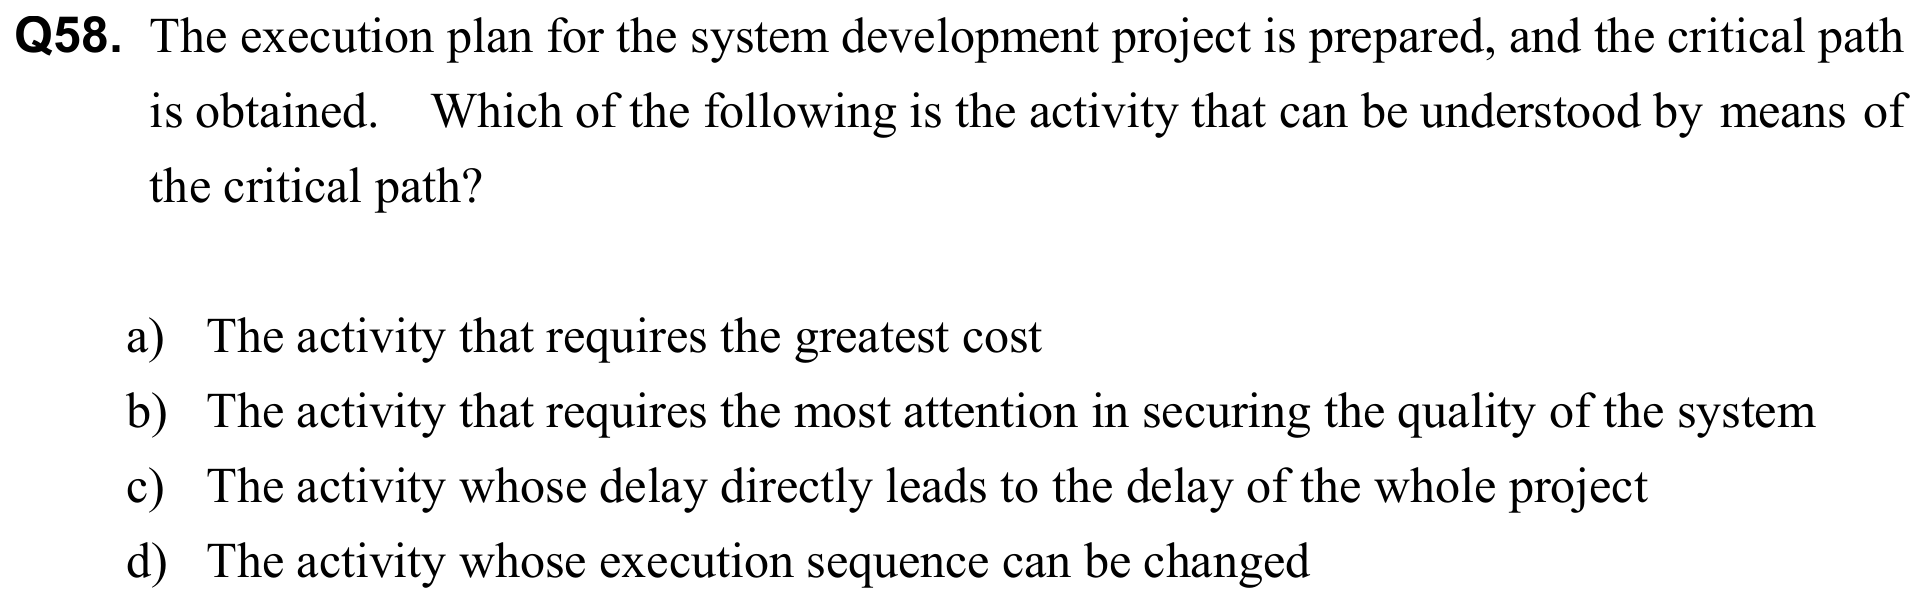 Q58. The execution plan for the system development project is prepared, and the critical path
is obtained. Which of the following is the activity that can be understood by means of
the critical path?
a) The activity that requires the greatest cost
b) The activity that requires the most attention in securing the quality of the system
c) The activity whose delay directly leads to the delay of the whole project
d) The activity whose execution sequence can be changed